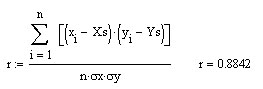 r := n ∑ i = 1 [(x_i − Xs)·(y_i − Ys)] / n·σx·σy r = 0.8842